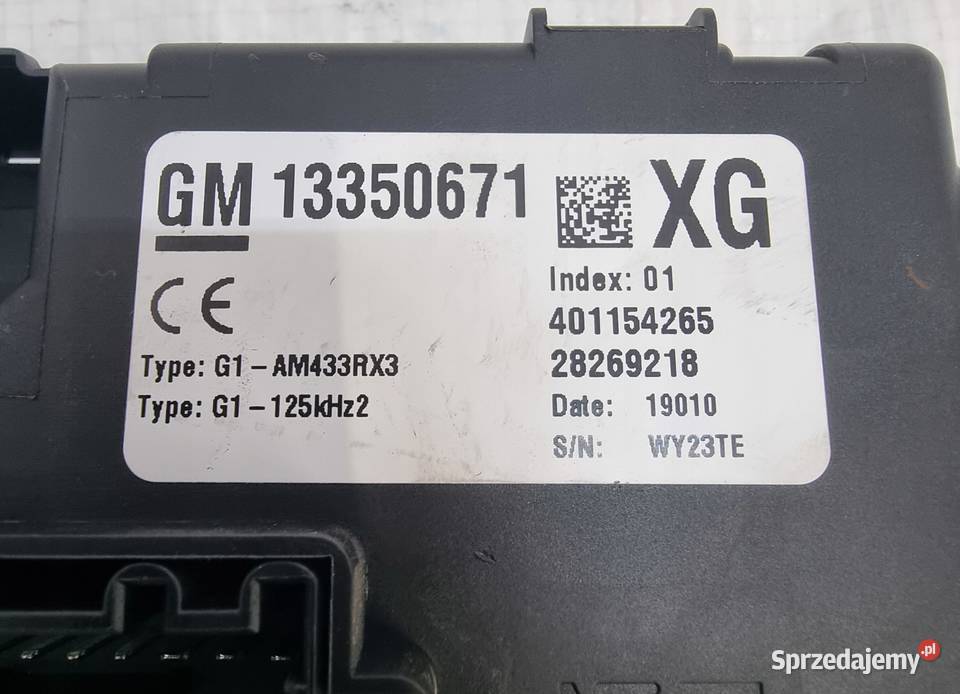 GM 13350671 XG
CE
Index: 01
401154265
28269218
Type: G1-AM433RX3
Type: G1-125kHz2
Date: 19010
S/N: WY23TE
Sprzedajemy.pl